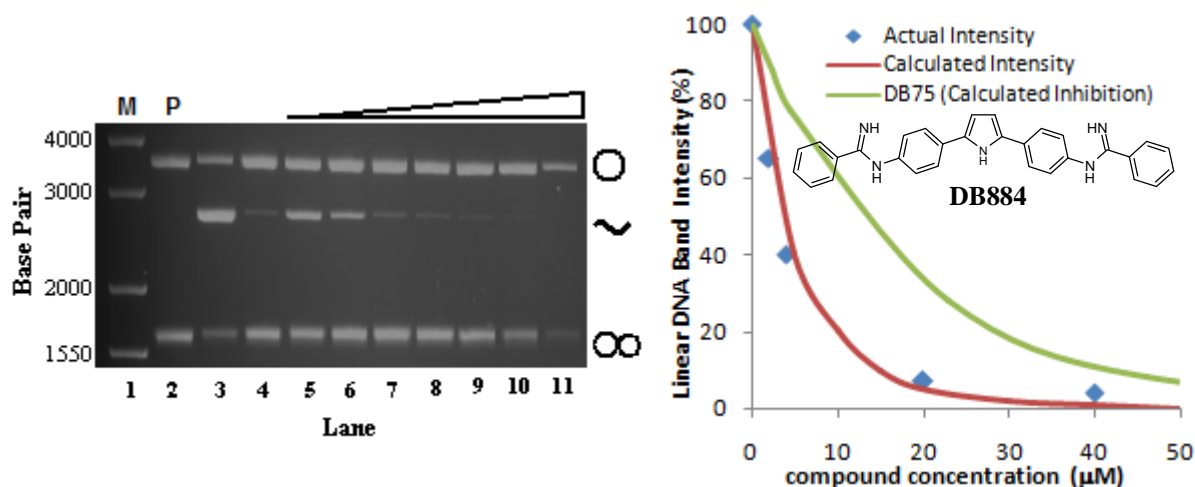 M P
4000
3000
2000
1550
Base Pair
1 2 3 4 5 6 7 8 9 10 11
Lane
100
80
60
40
20
0
Linear DNA Band Intensity(%)
Actual Intensity
Calculated Intensity
DB75 (Calculated Inhibition)
NH
N
H
N
H
N
H
NH
DB884
0 10 20 30 40 50
compound concentration (µM)